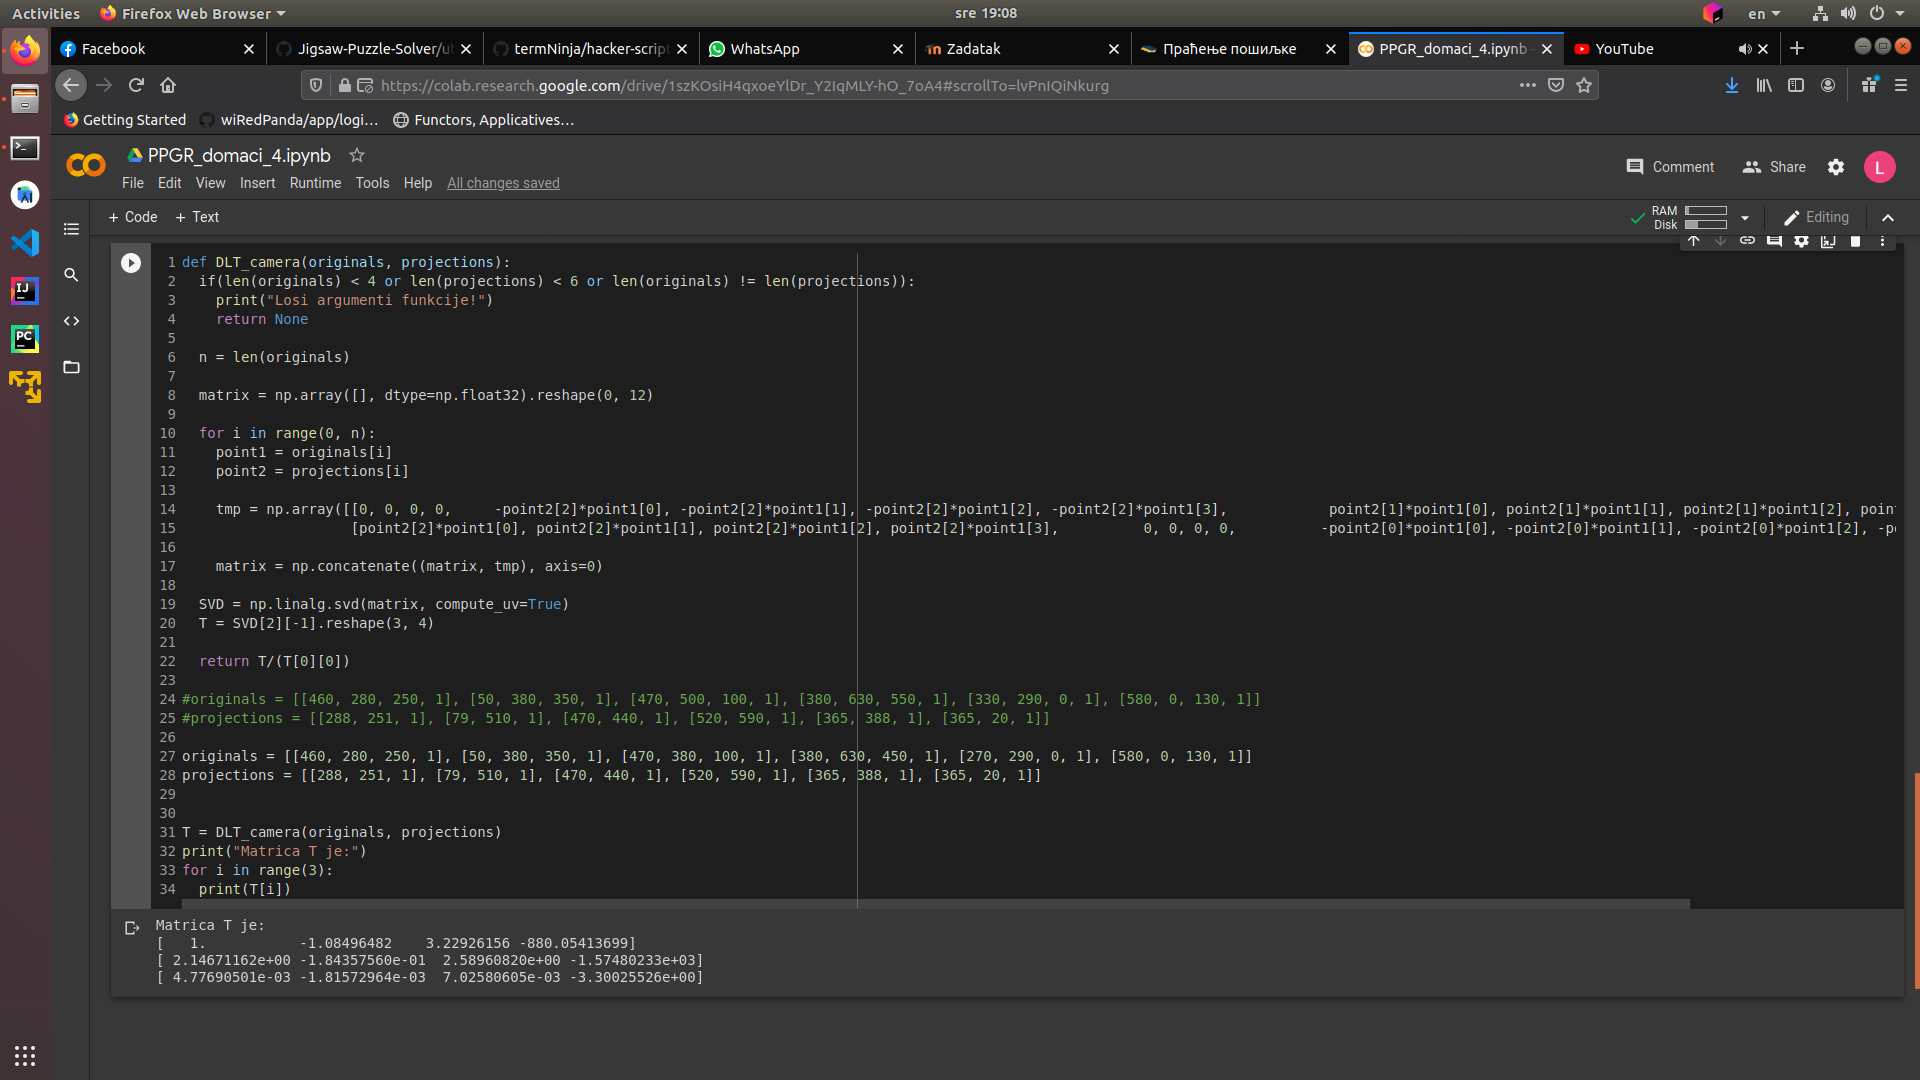 Activities Firefox Web Browser sre 19:08 en
Facebook Jigsaw-Puzzle-Solver/ut termNinja/hacker-scrip WhatsApp Zadatak Праћење пошиљке PPGR_domaci_4.ipynb - YouTube
https://colab.research.google.com/drive/1szKOsiH4qxoeYlDr_Y2IqMLY-hO_7oA4#scrollTo=lvPnIQiNkurg
Getting Started wiRedPanda/app/logi… Functors, Applicatives…
PPGR_domaci_4.ipynb
Comment Share L
File Edit View Insert Runtime Tools Help All changes saved
+ Code + Text RAM Disk Editing
1 def DLT_camera(originals, projections):
2 if(len(originals) < 4 or len(projections) < 6 or len(originals) != len(projections)):
3 print("Losi argumenti funkcije!")
4 return None
5
6 n = len(originals)
7
8 matrix = np.array([], dtype=np.float32).reshape(0, 12)
9
10 for i in range(0, n):
11 point1 = originals[i]
12 point2 = projections[i]
13
14 tmp = np.array([[0, 0, 0, 0, -point2[2]*point1[0], -point2[2]*point1[1], -point2[2]*point1[2], -point2[2]*point1[3], point2[1]*point1[0], point2[1]*point1[1], point2[1]*point1[2], poin
15 [point2[2]*point1[0], point2[2]*point1[1], point2[2]*point1[2], point2[2]*point1[3], 0, 0, 0, 0, -point2[0]*point1[0], -point2[0]*point1[1], -point2[0]*point1[2], -po
16
17 matrix = np.concatenate((matrix, tmp), axis=0)
18
19 SVD = np.linalg.svd(matrix, compute_uv=True)
20 T = SVD[2][-1].reshape(3, 4)
21
22 return T/(T[0][0])
23
24 #originals = [[460, 280, 250, 1], [50, 380, 350, 1], [470, 500, 100, 1], [380, 630, 550, 1], [330, 290, 0, 1], [580, 0, 130, 1]]
25 #projections = [[288, 251, 1], [79, 510, 1], [470, 440, 1], [520, 590, 1], [365, 388, 1], [365, 20, 1]]
26
27 originals = [[460, 280, 250, 1], [50, 380, 350, 1], [470, 380, 100, 1], [380, 630, 450, 1], [270, 290, 0, 1], [580, 0, 130, 1]]
28 projections = [[288, 251, 1], [79, 510, 1], [470, 440, 1], [520, 590, 1], [365, 388, 1], [365, 20, 1]]
29
30
31 T = DLT_camera(originals, projections)
32 print("Matrica T je:")
33 for i in range(3):
34 print(T[i])
Matrica T je:
[ 1. -1.08496482 3.22926156 -880.05413699]
[ 2.14671162e+00 -1.84357560e-01 2.58960820e+00 -1.57480233e+03]
[ 4.77690501e-03 -1.81572964e-03 7.02580605e-03 -3.30025526e+00]